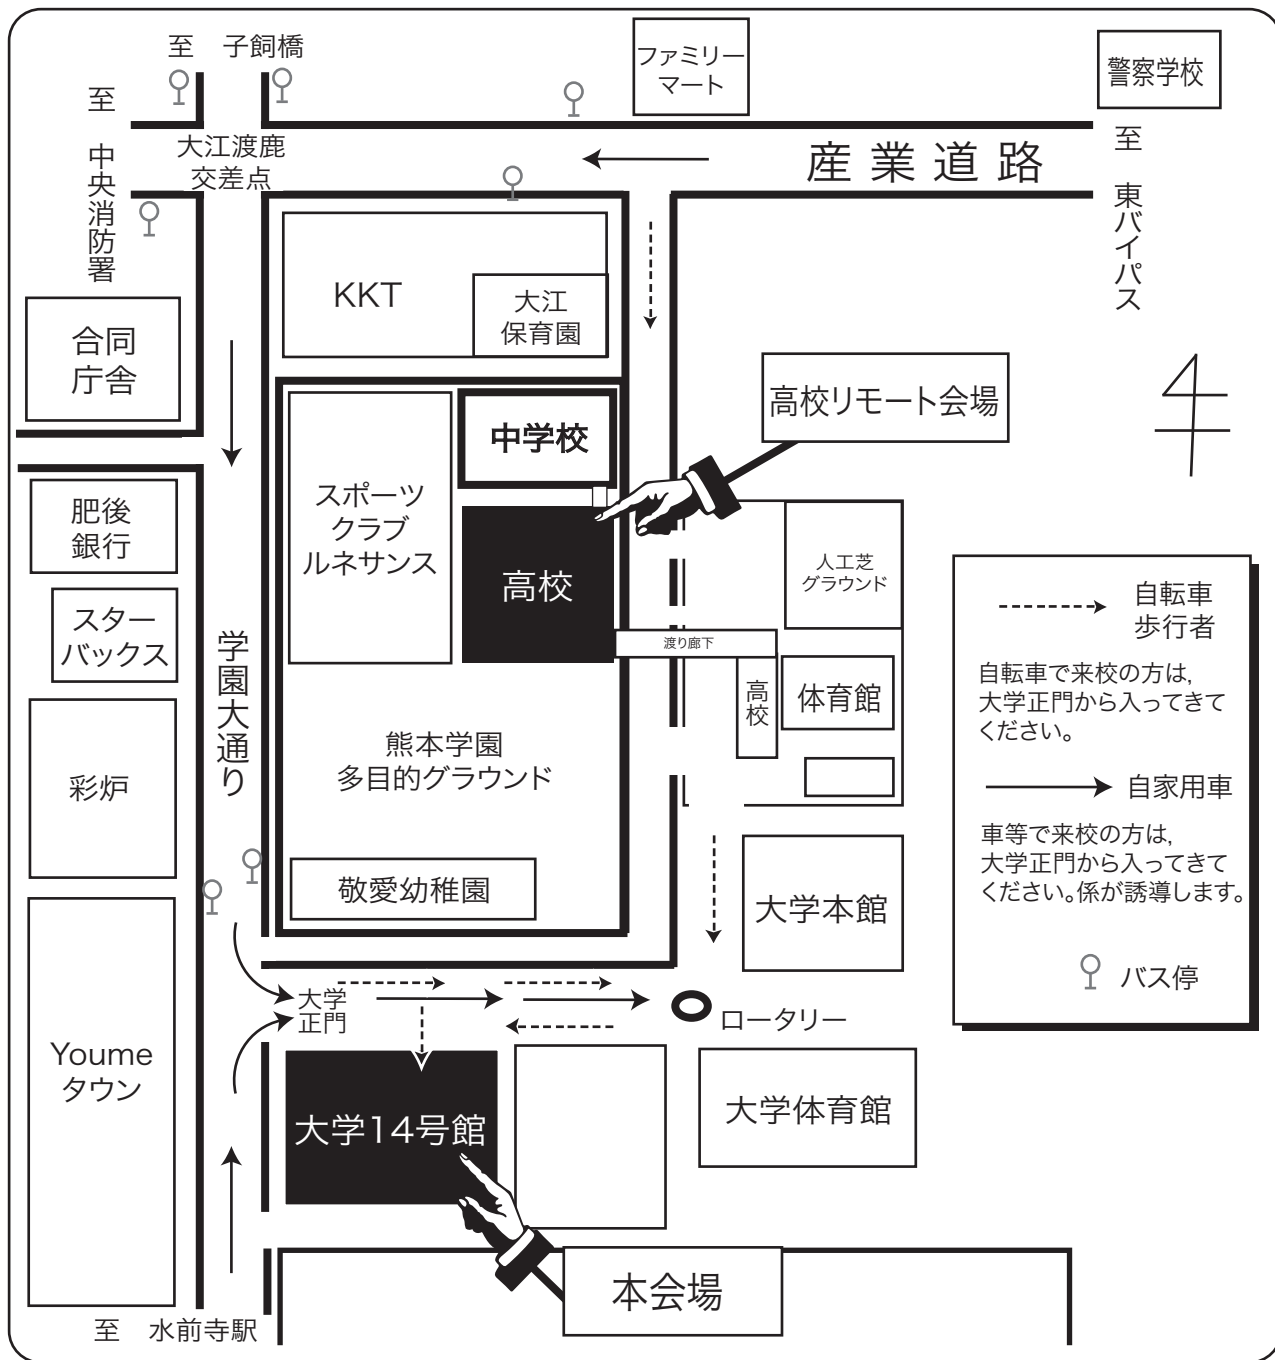 至 子飼橋
ファミリー
マート
警察学校
至 中央消防署
大江渡鹿
交差点
産業道路
至 東バイパス
KKT
大江
保育園
合同
庁舎
高校リモート会場
中学校
スポーツ
クラブ
ルネサンス
肥後
銀行
高校
人工芝
グラウンド
自転車
歩行者
スター
バックス
学園大通り
渡り廊下
高校
体育館
自転車で来校の方は,
大学正門から入ってきて
ください。
熊本学園
多目的グラウンド
彩炉
自家用車
車等で来校の方は,
大学正門から入ってきて
ください。係が誘導します。
敬愛幼稚園
大学本館
バス停
大学
正門
ロータリー
Youme
タウン
大学14号館
大学体育館
本会場
至 水前寺駅